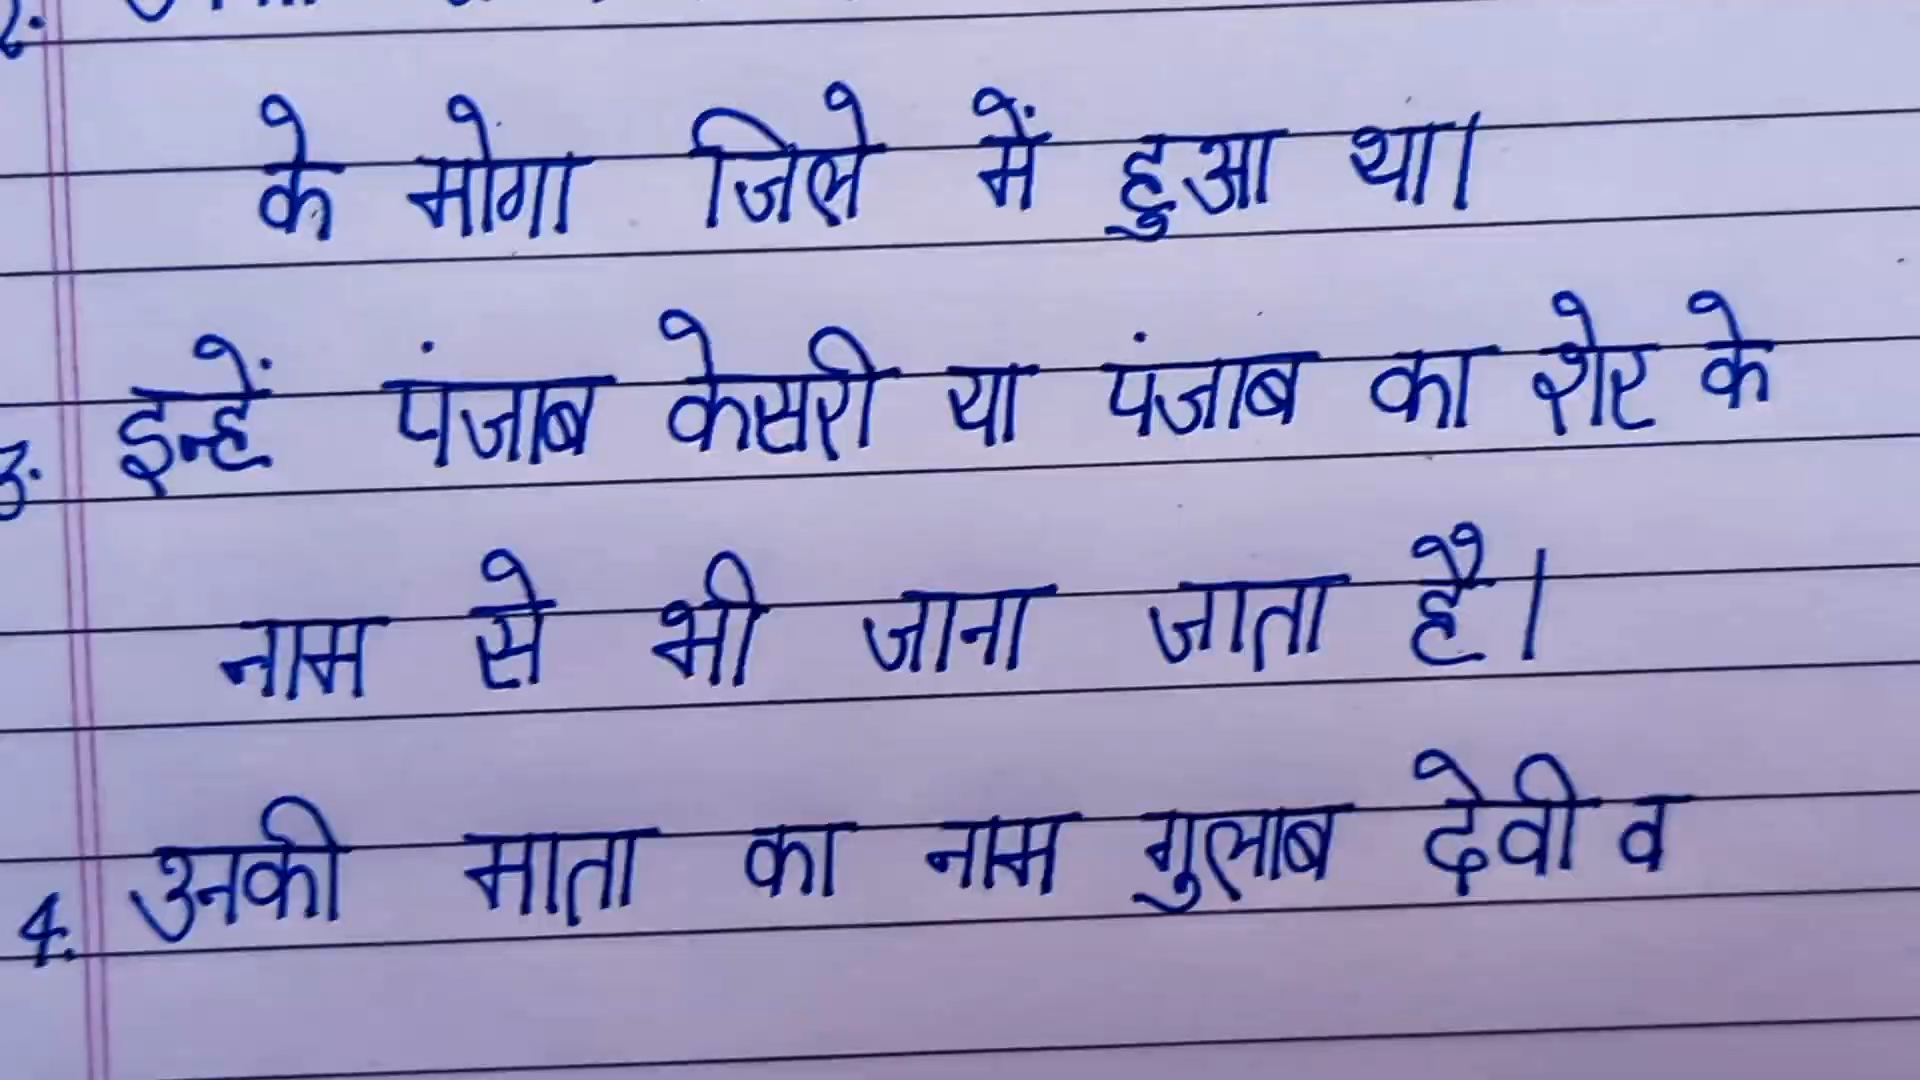 के मोगा जिले में हुआ था।
3. इन्हें पंजाब केसरी या पंजाब का शेर के
नाम से भी जाना जाता है।
4. उनकी माता का नाम गुलाब देवी व